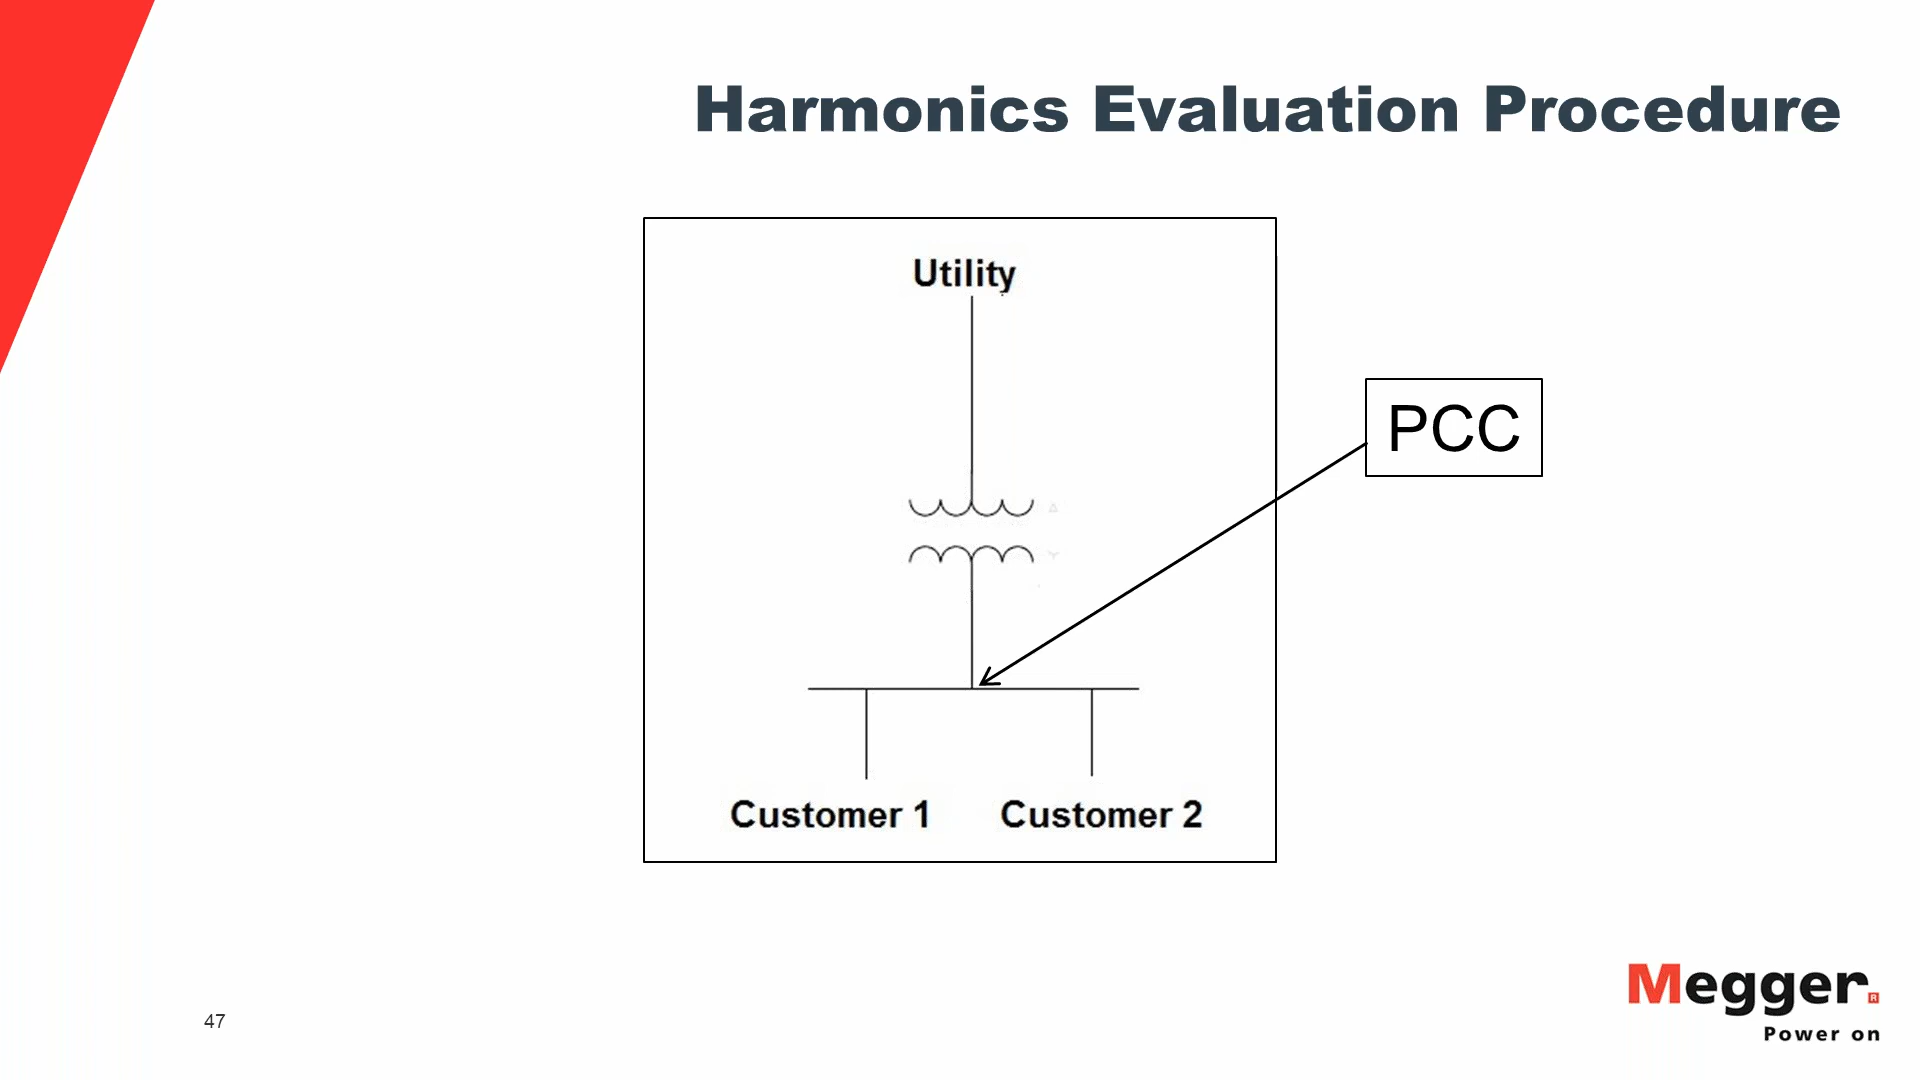 Harmonics Evaluation Procedure
Utility
PCC
Δ
Y
Customer 1 Customer 2
47
Megger.®
Power on